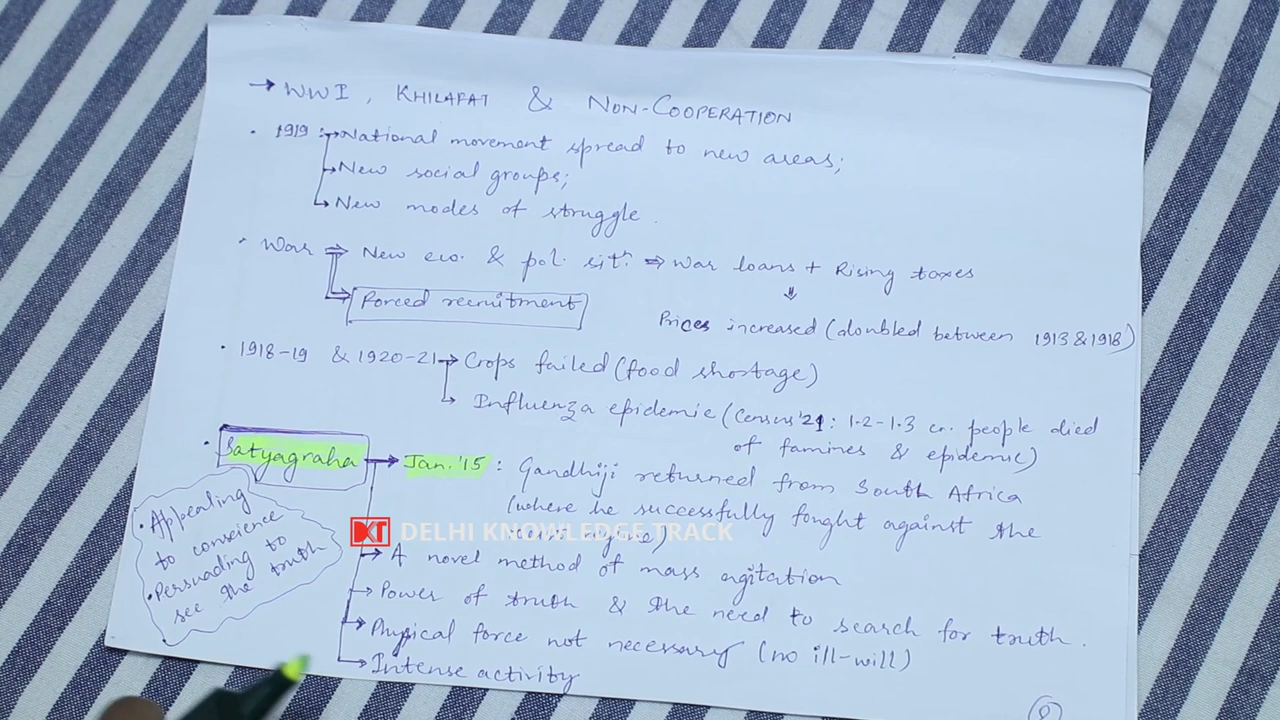 → WWI, KHILAFAT & NON-COOPERATION
• 1919 : → National movement spread to new areas;
→ New social groups;
→ New modes of struggle.
• War ⇒ New eco. & pol. sitⁿ. ⇒ War loans + Rising taxes
⇓
Forced recruitment
Prices increased (doubled between 1913 & 1918)
• 1918-19 & 1920-21 → Crops failed (food shortage)
→ Influenza epidemic (Census '21 : 1.2-1.3 cr. people died
of famines & epidemic)
• Satyagraha → Jan. '15 : Gandhiji returned from South Africa
(where he successfully fought against the
DKT DELHI KNOWLEDGE TRACK
→ A novel method of mass agitation
→ Power of truth & the need to search for truth.
→ Physical force not necessary (no ill-will)
→ Intense activity
• Appealing
to conscience
• Persuading to
see the truth
8